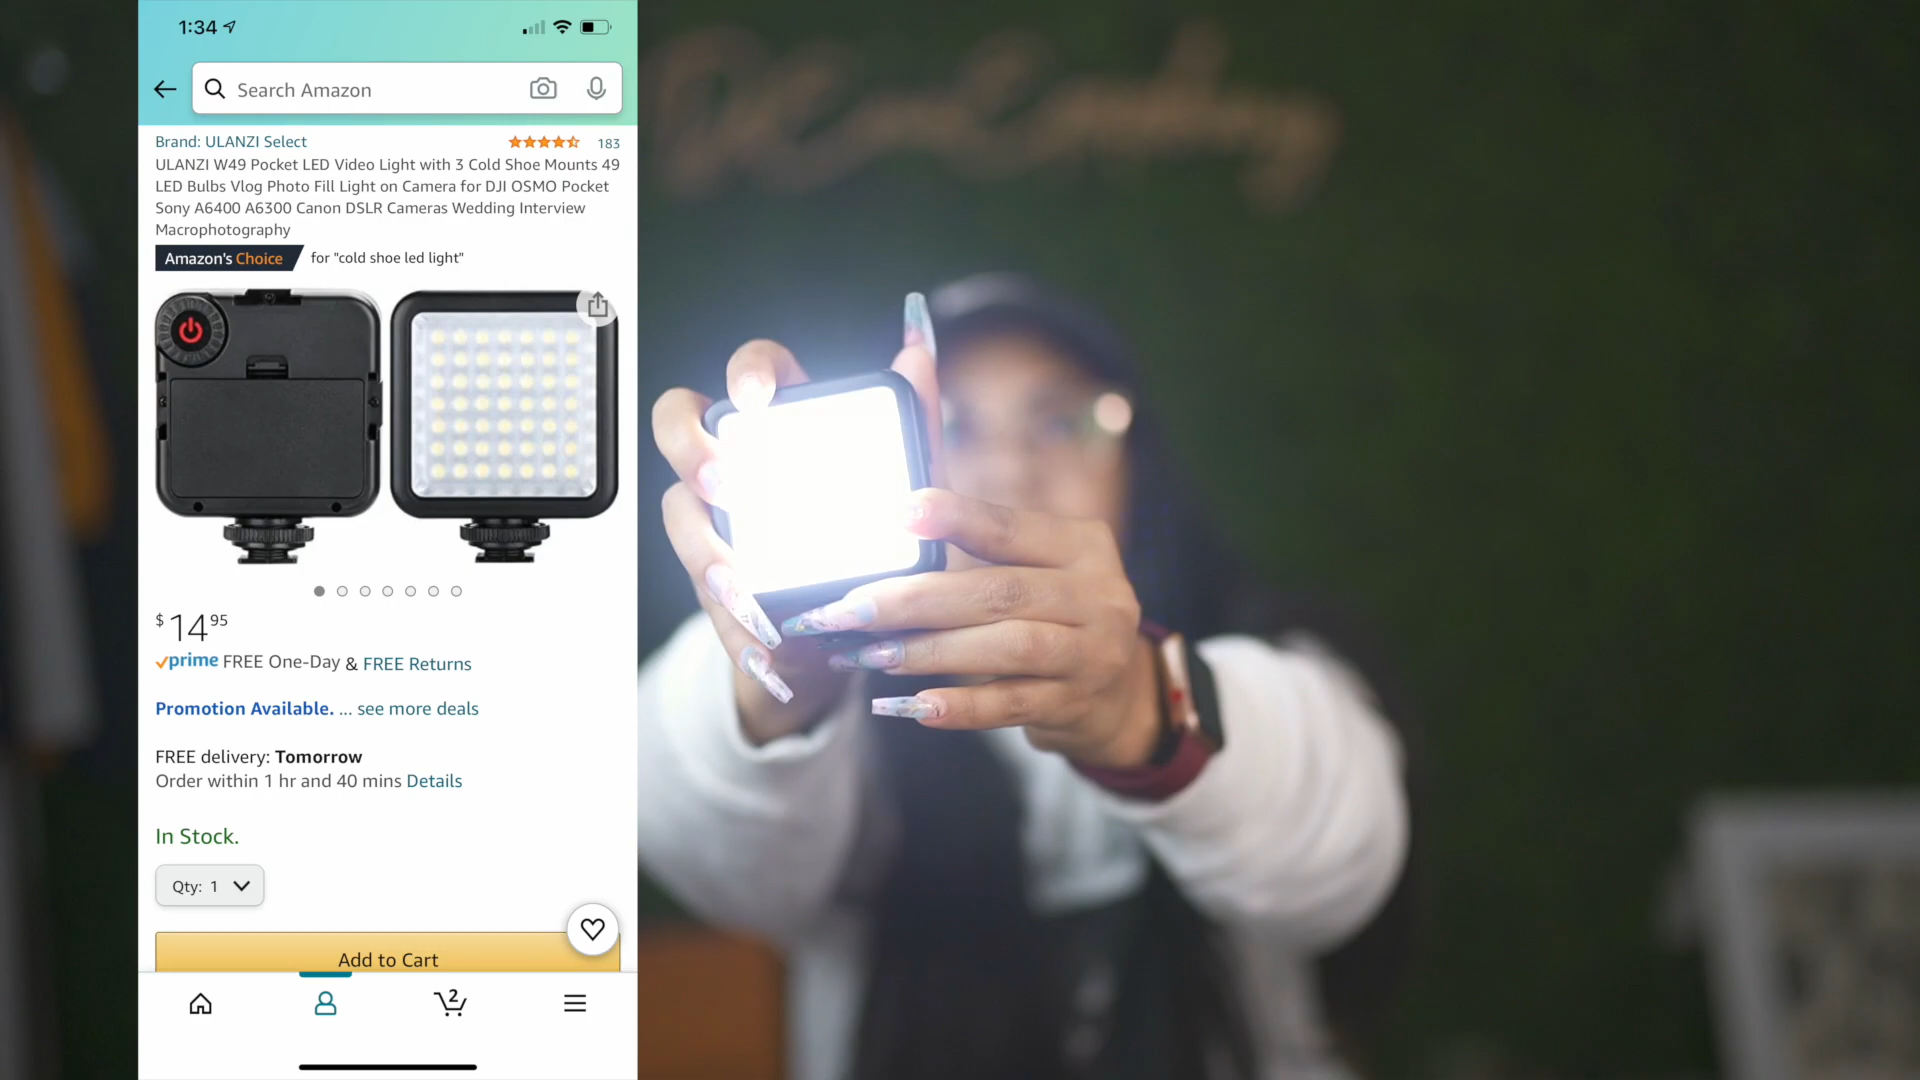 1:34
Search Amazon
Brand: ULANZI Select
183
ULANZI W49 Pocket LED Video Light with 3 Cold Shoe Mounts 49
LED Bulbs Vlog Photo Fill Light on Camera for DJI OSMO Pocket
Sony A6400 A6300 Canon DSLR Cameras Wedding Interview
Macrophotography
Amazon's Choice for "cold shoe led light"
$14 95
prime FREE One-Day & FREE Returns
Promotion Available. ... see more deals
FREE delivery: Tomorrow
Order within 1 hr and 40 mins Details
In Stock.
Qty: 1
Add to Cart
2